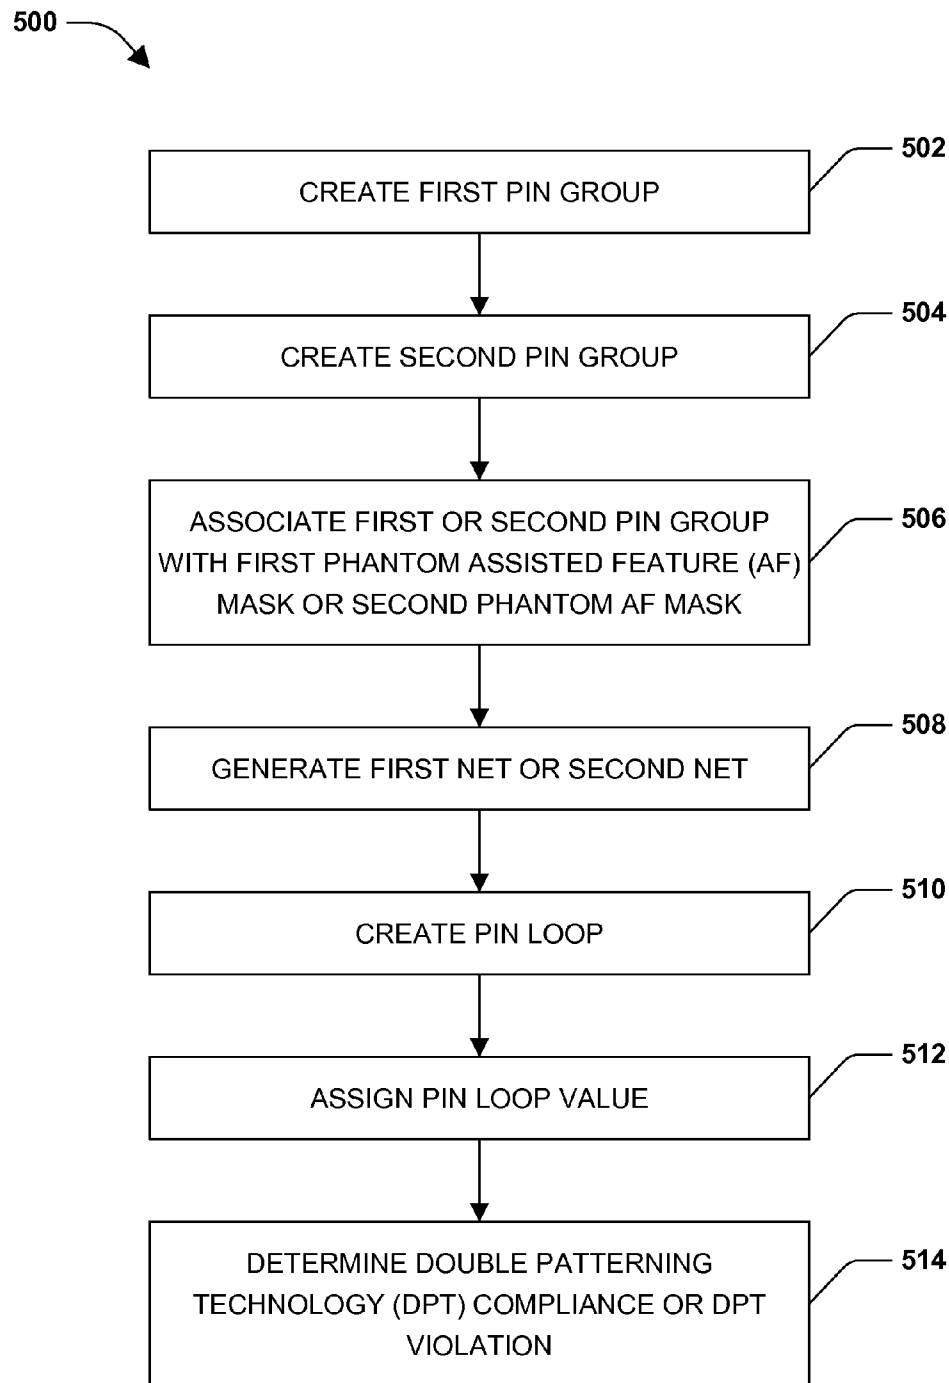 500
502
CREATE FIRST PIN GROUP
504
CREATE SECOND PIN GROUP
506
ASSOCIATE FIRST OR SECOND PIN GROUP
WITH FIRST PHANTOM ASSISTED FEATURE (AF)
MASK OR SECOND PHANTOM AF MASK
508
GENERATE FIRST NET OR SECOND NET
510
CREATE PIN LOOP
512
ASSIGN PIN LOOP VALUE
514
DETERMINE DOUBLE PATTERNING
TECHNOLOGY (DPT) COMPLIANCE OR DPT
VIOLATION